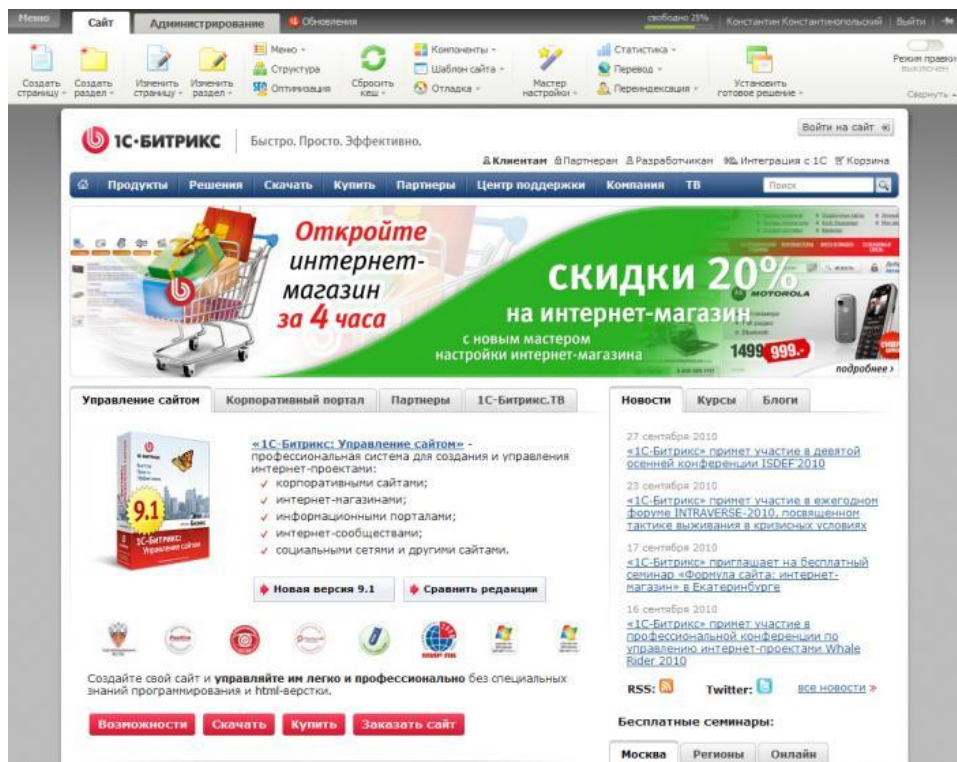 Меню
Сайт
Администрирование
Обновления
свободно 25%
Константин Константинопольский
Выйти
Создать страницу
Создать раздел
Изменить страницу
Изменить раздел
Меню
Структура
Оптимизация
Сбросить кеш
Компоненты
Шаблон сайта
Отладка
Мастер настройки
Статистика
Перевод
Переиндексация
Установить готовое решение
Режим правки
выключен
Свернуть
1С·БИТРИКС
Быстро. Просто. Эффективно.
Войти на сайт
Клиентам Партнерам Разработчикам Интеграция с 1С Корзина
Продукты Решения Скачать Купить Партнеры Центр поддержки Компания ТВ
Поиск
Откройте
интернет-
магазин
за 4 часа
скидки 20%
на интернет-магазин
с новым мастером
настройки интернет-магазина
MOTOROLA
1499 999.-
подробнее ›
Управление сайтом Корпоративный портал Партнеры 1С-Битрикс.ТВ
9.1
1С-Битрикс:
Управление сайтом
«1С-Битрикс: Управление сайтом» -
профессиональная система для создания и управления
интернет-проектами:
корпоративными сайтами;
интернет-магазинами;
информационными порталами;
интернет-сообществами;
социальными сетями и другими сайтами.
Новая версия 9.1
Сравнить редакции
МИР ПК
Создайте свой сайт и управляйте им легко и профессионально без специальных
знаний программирования и html-верстки.
Возможности Скачать Купить Заказать сайт
Новости Курсы Блоги
27 сентября 2010
«1С-Битрикс» примет участие в девятой
осенней конференции ISDEF'2010
23 сентября 2010
«1С-Битрикс» примет участие в ежегодном
форуме INTRAVERSE-2010, посвященном
тактике выживания в кризисных условиях
17 сентября 2010
«1С-Битрикс» приглашает на бесплатный
семинар «Формула сайта: интернет-
магазин» в Екатеринбурге
16 сентября 2010
«1С-Битрикс» примет участие в
профессиональной конференции по
управлению интернет-проектами Whale
Rider 2010
RSS: Twitter: все новости »
Бесплатные семинары:
Москва Регионы Онлайн